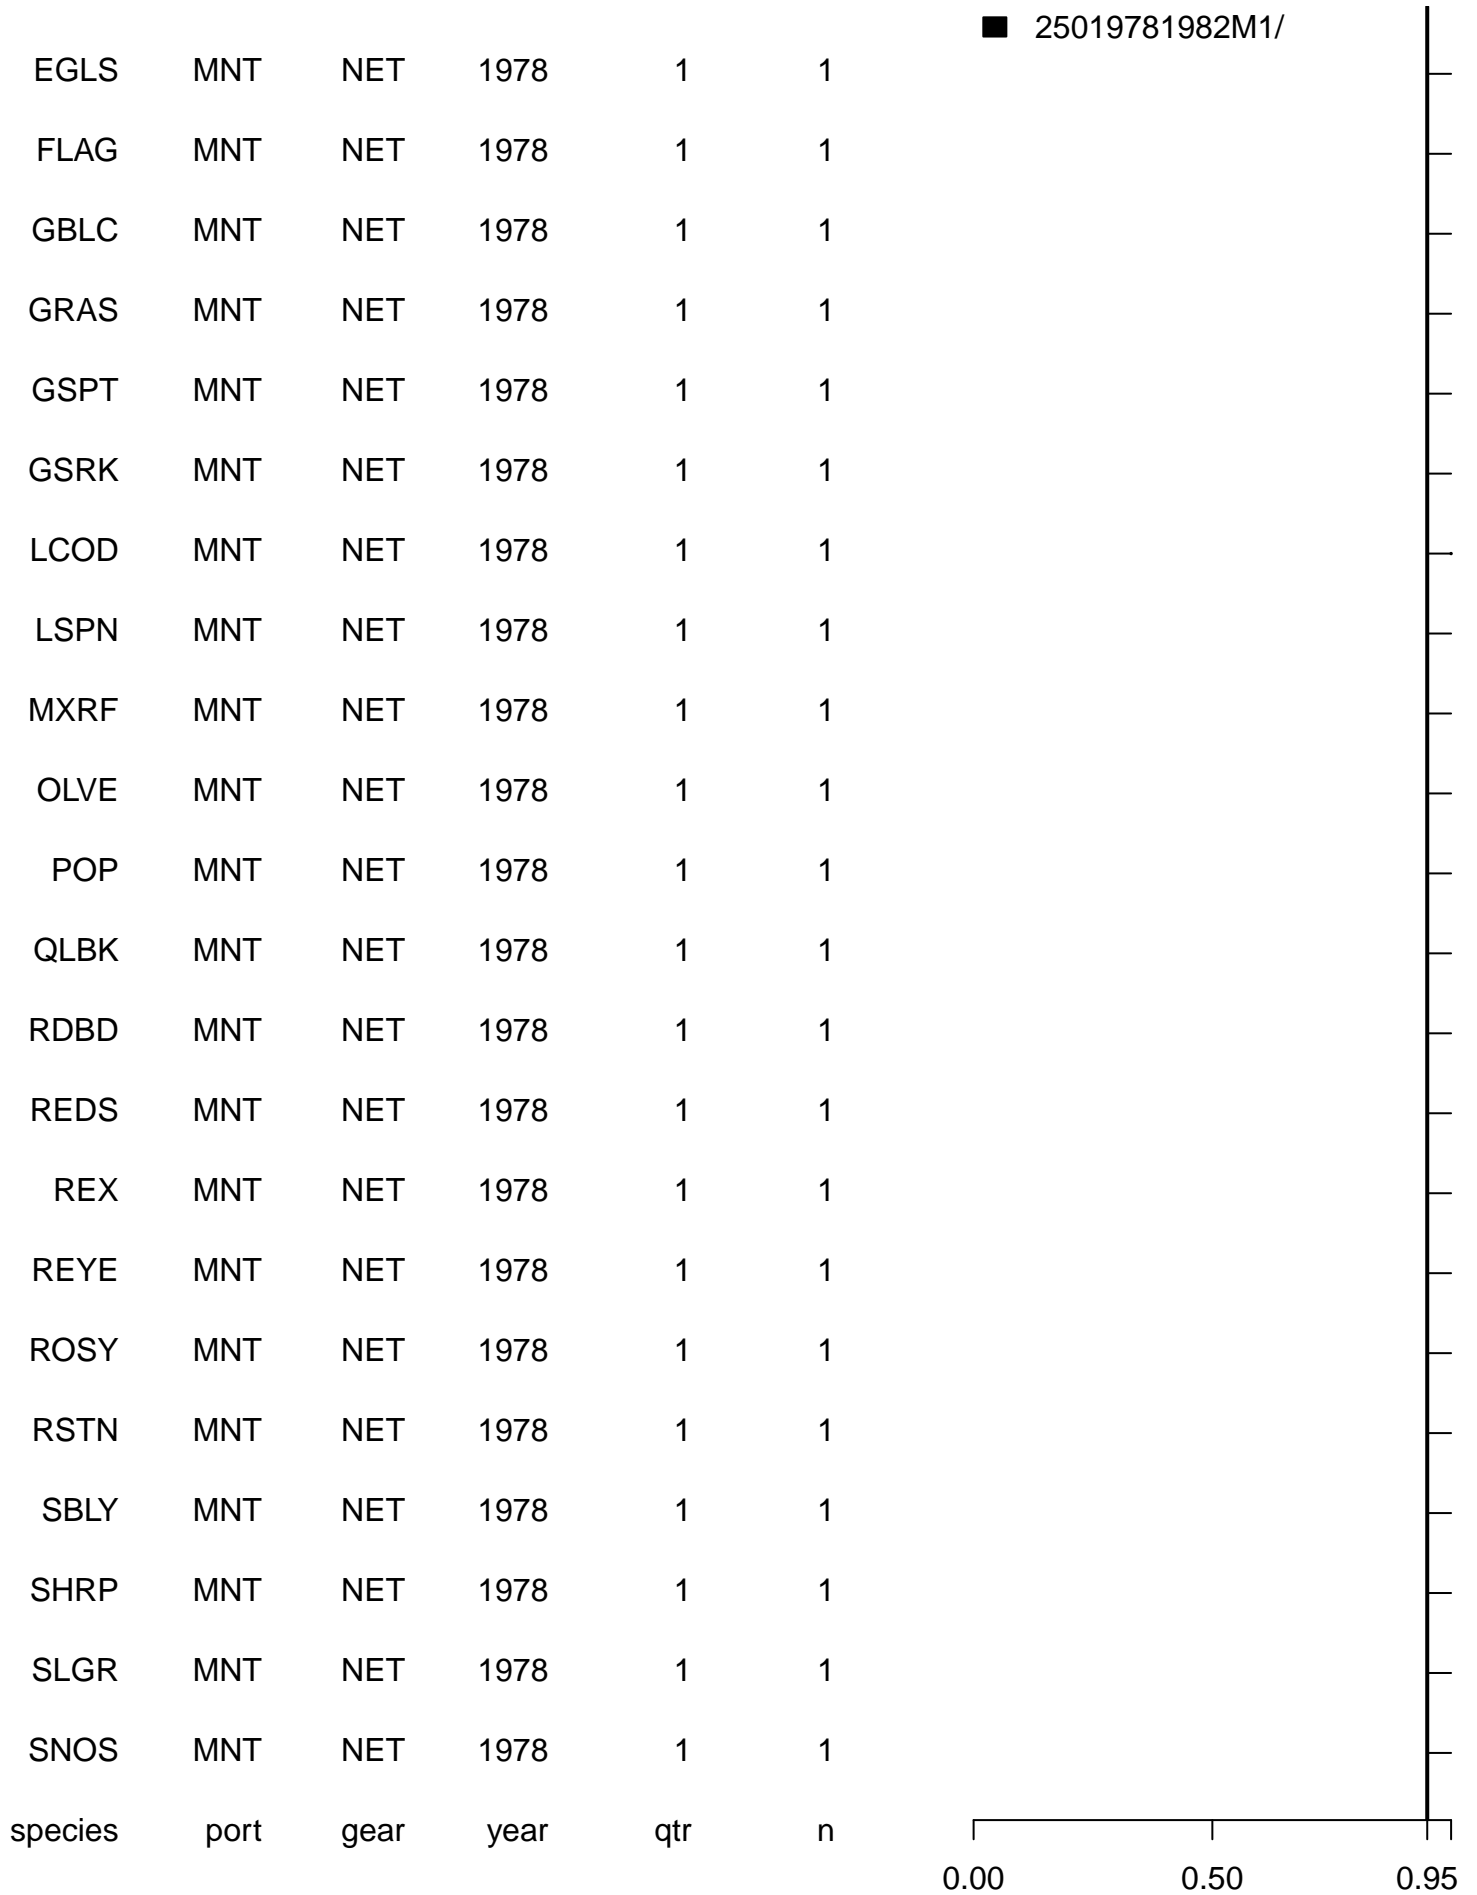 25019781982M1/
EGLS MNT NET 1978 1 1
FLAG MNT NET 1978 1 1
GBLC MNT NET 1978 1 1
GRAS MNT NET 1978 1 1
GSPT MNT NET 1978 1 1
GSRK MNT NET 1978 1 1
LCOD MNT NET 1978 1 1
LSPN MNT NET 1978 1 1
MXRF MNT NET 1978 1 1
OLVE MNT NET 1978 1 1
POP MNT NET 1978 1 1
QLBK MNT NET 1978 1 1
RDBD MNT NET 1978 1 1
REDS MNT NET 1978 1 1
REX MNT NET 1978 1 1
REYE MNT NET 1978 1 1
ROSY MNT NET 1978 1 1
RSTN MNT NET 1978 1 1
SBLY MNT NET 1978 1 1
SHRP MNT NET 1978 1 1
SLGR MNT NET 1978 1 1
SNOS MNT NET 1978 1 1
species port gear year qtr n
0.00 0.50 0.95